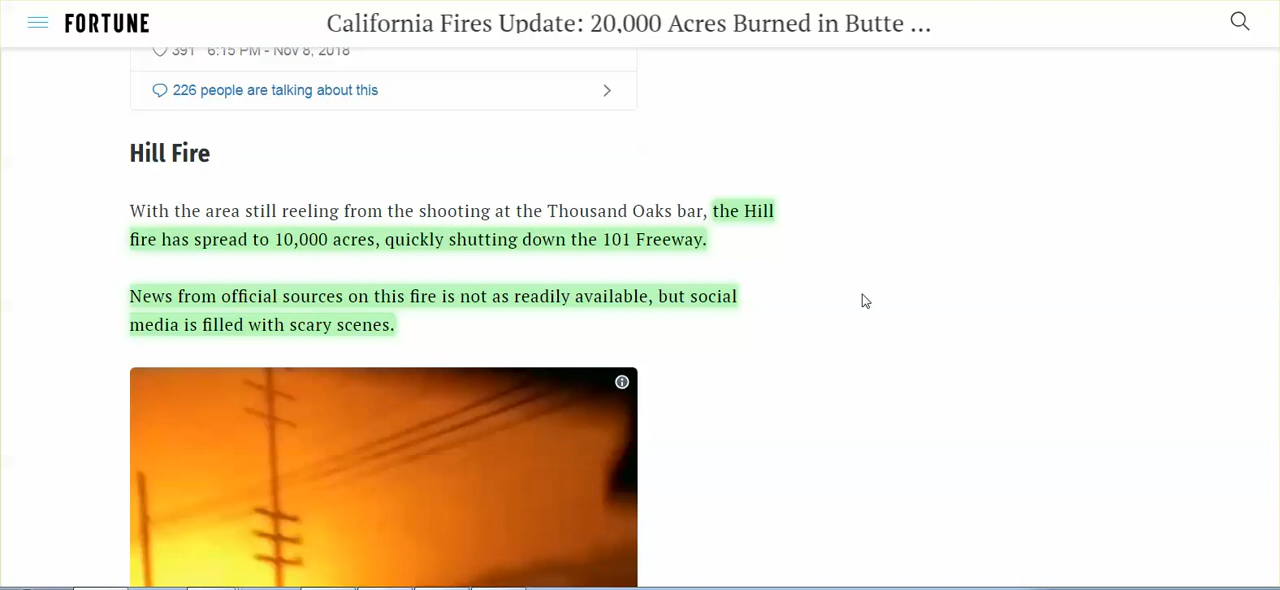 FORTUNE
California Fires Update: 20,000 Acres Burned in Butte ...
391 6:15 PM - Nov 8, 2018
226 people are talking about this
Hill Fire
With the area still reeling from the shooting at the Thousand Oaks bar, the Hill
fire has spread to 10,000 acres, quickly shutting down the 101 Freeway.
News from official sources on this fire is not as readily available, but social
media is filled with scary scenes.